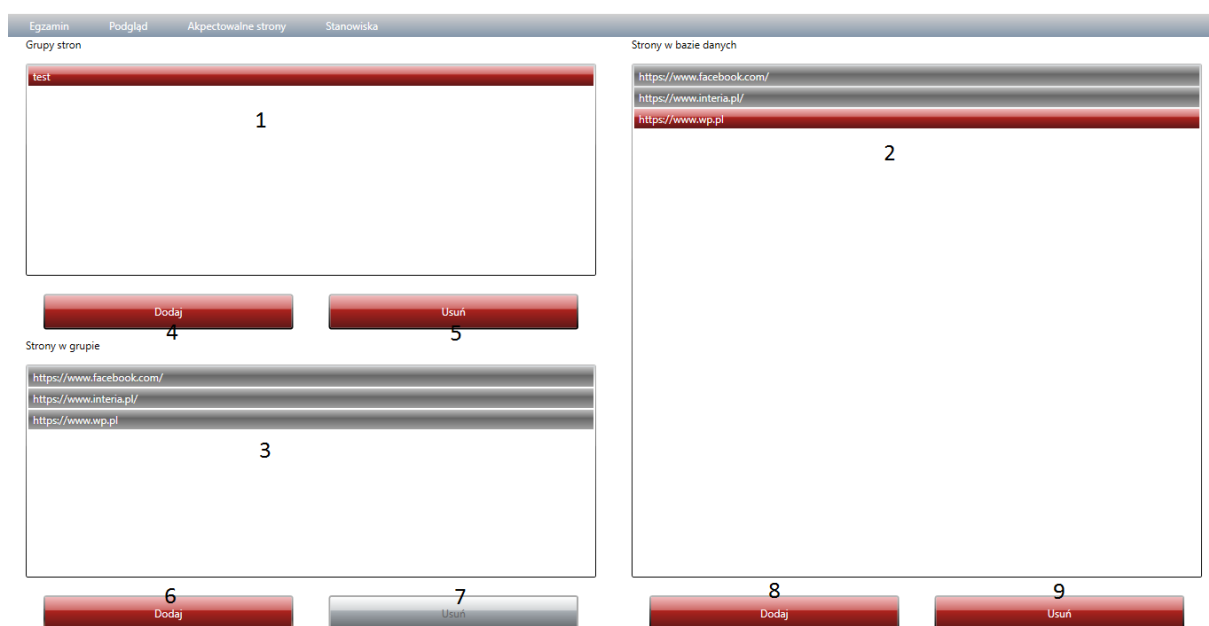 Egzamin Podgląd Akpectowalne strony Stanowiska
Grupy stron
test
1
Dodaj
4
Usuń
5
Strony w grupie
https://www.facebook.com/
https://www.interia.pl/
https://www.wp.pl
3
6
Dodaj
7
Usuń
Strony w bazie danych
https://www.facebook.com/
https://www.interia.pl/
https://www.wp.pl
2
8
Dodaj
9
Usuń